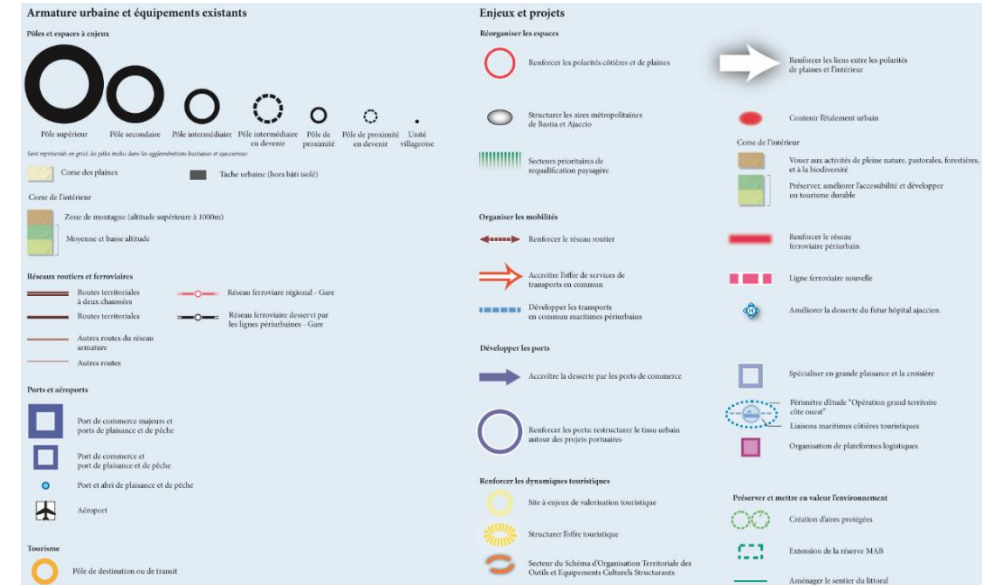 Armature urbaine et équipements existants
Pôles et espaces à enjeux
Pôle supérieur
Pôle secondaire
Pôle intermédiaire
Pôle intermédiaire
en devenir
Pôle de
proximité
Pôle de proximité
en devenir
Unité
villageoise
Sont représentés en grisé, les pôles inclus dans les agglomérations bastiaises et ajacciennes
Corse des plaines
Tache urbaine (hors bâti isolé)
Corse de l'intérieur
Zone de montagne (altitude supérieure à 1000m)
Moyenne et basse altitude
Réseaux routiers et ferroviaires
Routes territoriales
à deux chaussées
Routes territoriales
Autres routes du réseau
armature
Autres routes
Réseau ferroviare régional - Gare
Réseau ferroviaire desservi par
les lignes périurbaines - Gare
Ports et aéroports
Port de commerce majeurs et
ports de plaisance et de pêche
Port de commerce et
port de plaisance et de pêche
Port et abri de plaisance et de pêche
Aéroport
Tourisme
Pôle de destination ou de transit
Enjeux et projets
Réorganiser les espaces
Renforcer les polarités côtières et de plaines
Structurer les aires métropolitaines
de Bastia et Ajaccio
Secteurs prioritaires de
requalification paysagère
Renforcer les liens entre les polarités
de plaines et l'intérieur
Contenir l'étalement urbain
Corse de l'intérieur
Vouer aux activités de pleine nature, pastorales, forestières,
et à la biodiversité
Préserver, améliorer l'accessibilité et développer
un tourisme durable
Organiser les mobilités
Renforcer le réseau routier
Accroître l'offre de services de
transports en commun
Développer les transports
en commun maritimes périurbains
Renforcer le réseau
ferroviaire périurbain
Ligne ferroviaire nouvelle
H
Améliorer la desserte du futur hôpital ajaccien
Développer les ports
Accroître la desserte par les ports de commerce
Renforcer les ports: restructurer le tissu urbain
autour des projets portuaires
Spécialiser en grande plaisance et la croisière
Périmètre d'étude "Opération grand territoire
côte ouest"
Liaisons maritimes côtières touristiques
Organisation de plateformes logistiques
Renforcer les dynamiques touristiques
Site à enjeux de valorisation touristique
Structurer l'offre touristique
Secteur du Schéma d'Organisation Territoriale des
Outils et Equipements Culturels Structurants
Préserver et mettre en valeur l'environnement
?
Création d'aires protégées
Extension de la réserve MAB
Aménager le sentier du littoral